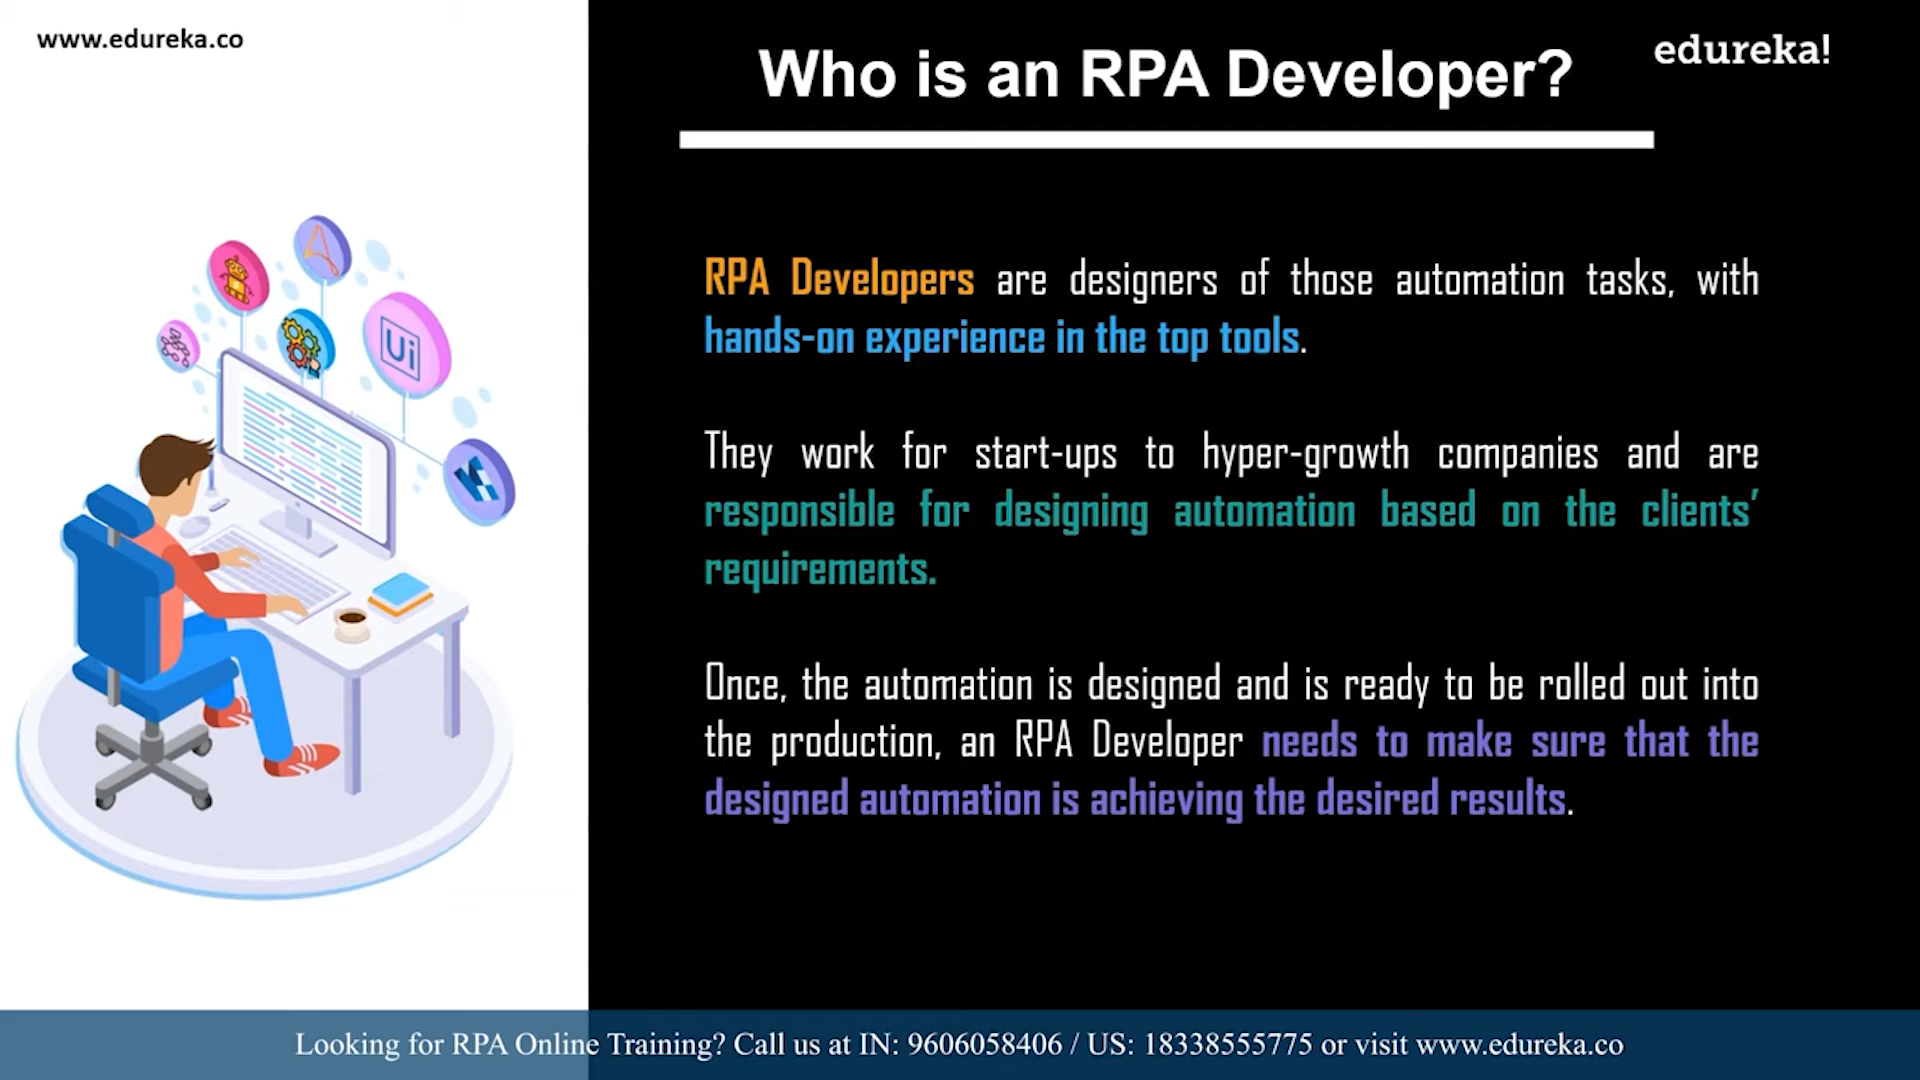 www.edureka.co
Who is an RPA Developer?
edureka!
RPA Developers are designers of those automation tasks, with
hands-on experience in the top tools.
They work for start-ups to hyper-growth companies and are
responsible for designing automation based on the clients’
requirements.
Once, the automation is designed and is ready to be rolled out into
the production, an RPA Developer needs to make sure that the
designed automation is achieving the desired results.
Ui
Looking for RPA Online Training? Call us at IN: 9606058406 / US: 18338555775 or visit www.edureka.co